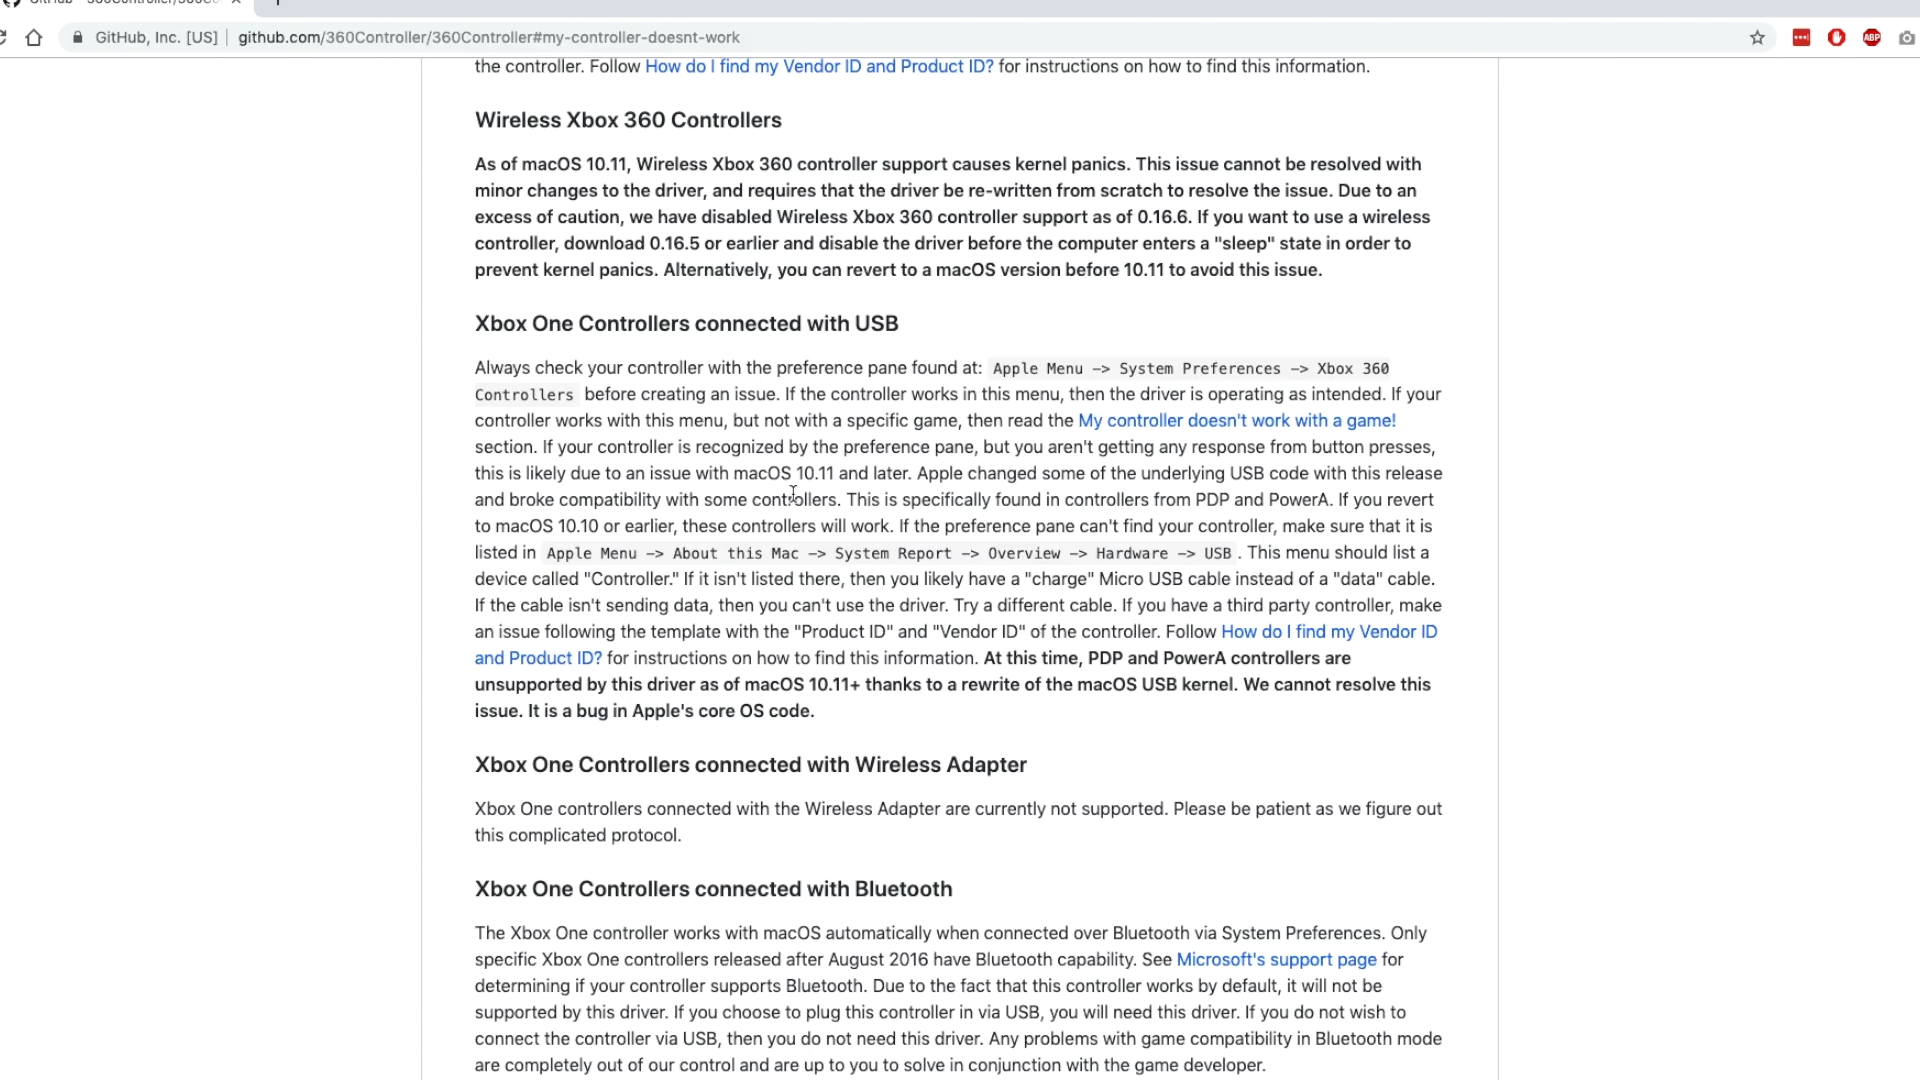 GitHub, Inc. [US] | github.com/360Controller/360Controller#my-controller-doesnt-work
ABP
the controller. Follow How do I find my Vendor ID and Product ID? for instructions on how to find this information.
Wireless Xbox 360 Controllers
As of macOS 10.11, Wireless Xbox 360 controller support causes kernel panics. This issue cannot be resolved with
minor changes to the driver, and requires that the driver be re-written from scratch to resolve the issue. Due to an
excess of caution, we have disabled Wireless Xbox 360 controller support as of 0.16.6. If you want to use a wireless
controller, download 0.16.5 or earlier and disable the driver before the computer enters a "sleep" state in order to
prevent kernel panics. Alternatively, you can revert to a macOS version before 10.11 to avoid this issue.
Xbox One Controllers connected with USB
Always check your controller with the preference pane found at: Apple Menu -> System Preferences -> Xbox 360
Controllers before creating an issue. If the controller works in this menu, then the driver is operating as intended. If your
controller works with this menu, but not with a specific game, then read the My controller doesn't work with a game!
section. If your controller is recognized by the preference pane, but you aren't getting any response from button presses,
this is likely due to an issue with macOS 10.11 and later. Apple changed some of the underlying USB code with this release
and broke compatibility with some controllers. This is specifically found in controllers from PDP and PowerA. If you revert
to macOS 10.10 or earlier, these controllers will work. If the preference pane can't find your controller, make sure that it is
listed in Apple Menu -> About this Mac -> System Report -> Overview -> Hardware -> USB . This menu should list a
device called "Controller." If it isn't listed there, then you likely have a "charge" Micro USB cable instead of a "data" cable.
If the cable isn't sending data, then you can't use the driver. Try a different cable. If you have a third party controller, make
an issue following the template with the "Product ID" and "Vendor ID" of the controller. Follow How do I find my Vendor ID
and Product ID? for instructions on how to find this information. At this time, PDP and PowerA controllers are
unsupported by this driver as of macOS 10.11+ thanks to a rewrite of the macOS USB kernel. We cannot resolve this
issue. It is a bug in Apple's core OS code.
Xbox One Controllers connected with Wireless Adapter
Xbox One controllers connected with the Wireless Adapter are currently not supported. Please be patient as we figure out
this complicated protocol.
Xbox One Controllers connected with Bluetooth
The Xbox One controller works with macOS automatically when connected over Bluetooth via System Preferences. Only
specific Xbox One controllers released after August 2016 have Bluetooth capability. See Microsoft's support page for
determining if your controller supports Bluetooth. Due to the fact that this controller works by default, it will not be
supported by this driver. If you choose to plug this controller in via USB, you will need this driver. If you do not wish to
connect the controller via USB, then you do not need this driver. Any problems with game compatibility in Bluetooth mode
are completely out of our control and are up to you to solve in conjunction with the game developer.